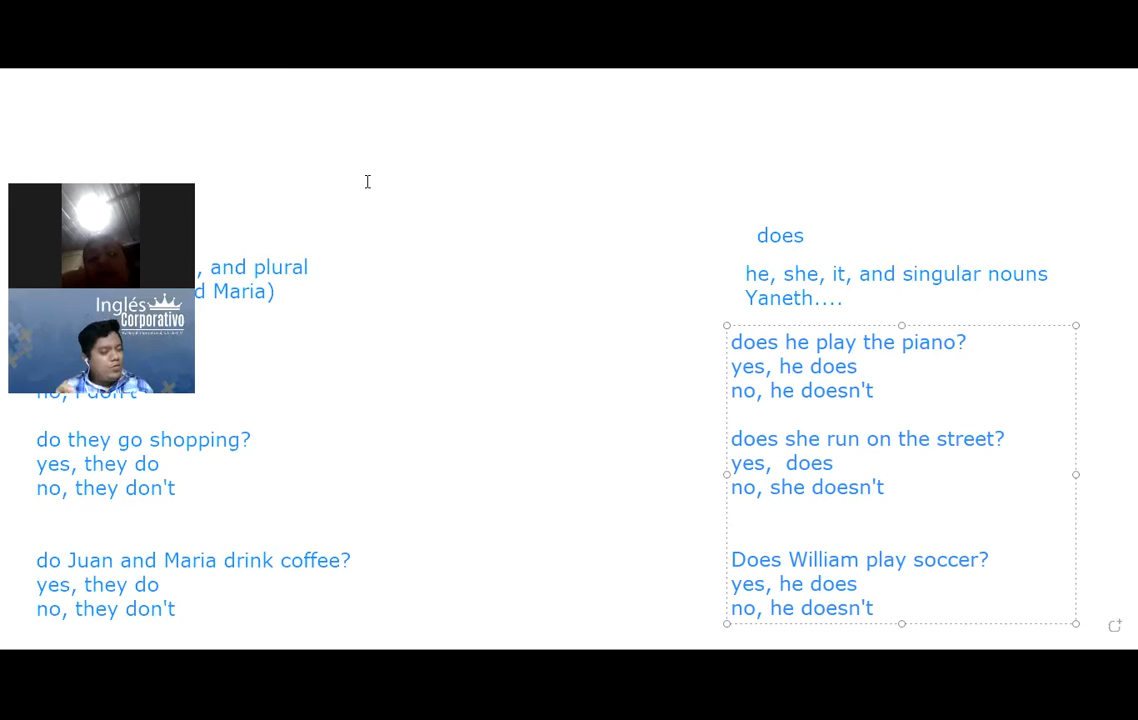 , and plural
d Maria)
Inglés
Corporativo
no, I don't
do they go shopping?
yes, they do
no, they don't
do Juan and Maria drink coffee?
yes, they do
no, they don't
does
he, she, it, and singular nouns
Yaneth....
does he play the piano?
yes, he does
no, he doesn't
does she run on the street?
yes,  does
no, she doesn't
Does William play soccer?
yes, he does
no, he doesn't